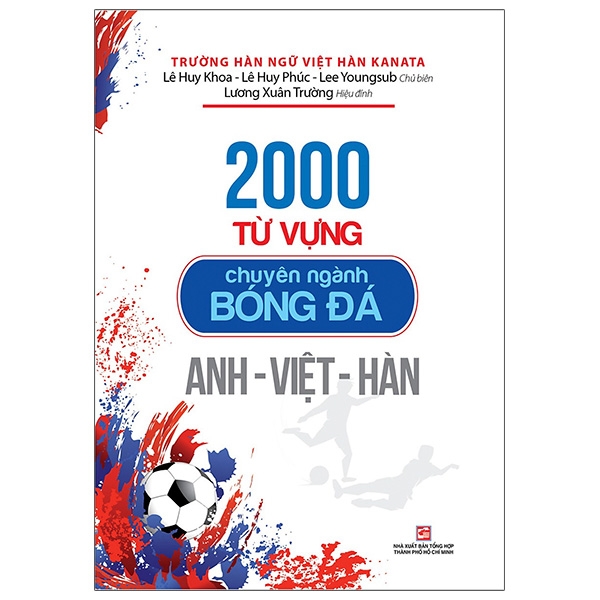 TRƯỜNG HÀN NGỮ VIỆT HÀN KANATA
Lê Huy Khoa - Lê Huy Phúc - Lee Youngsub Chủ biên
Lương Xuân Trường Hiệu đính
2000
TỪ VỰNG
chuyên ngành
BÓNG ĐÁ
ANH - VIỆT - HÀN
NHÀ XUẤT BẢN TỔNG HỢP
THÀNH PHỐ HỒ CHÍ MINH